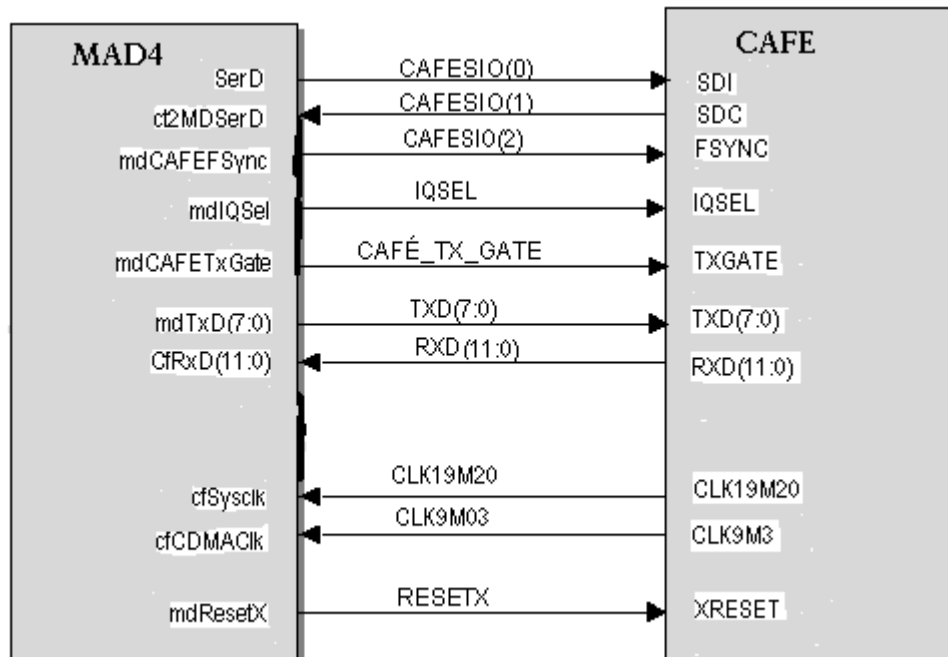 MAD4
CAFE
SerD
CAFESIO(0)
SDI
ct2MDSerD
CAFESIO(1)
SDC
mdCAFEFSync
CAFESIO(2)
FSYNC
mdIQSel
IQSEL
IQSEL
mdCAFETxGate
CAFÉ_TX_GATE
TXGATE
mdTxD(7:0)
TXD(7:0)
TXD(7:0)
CfRxD(11:0)
RXD(11:0)
RXD(11:0)
cfSysclk
CLK19M20
CLK19M20
cfCDMAClk
CLK9M03
CLK9M3
mdResetX
RESETX
XRESET